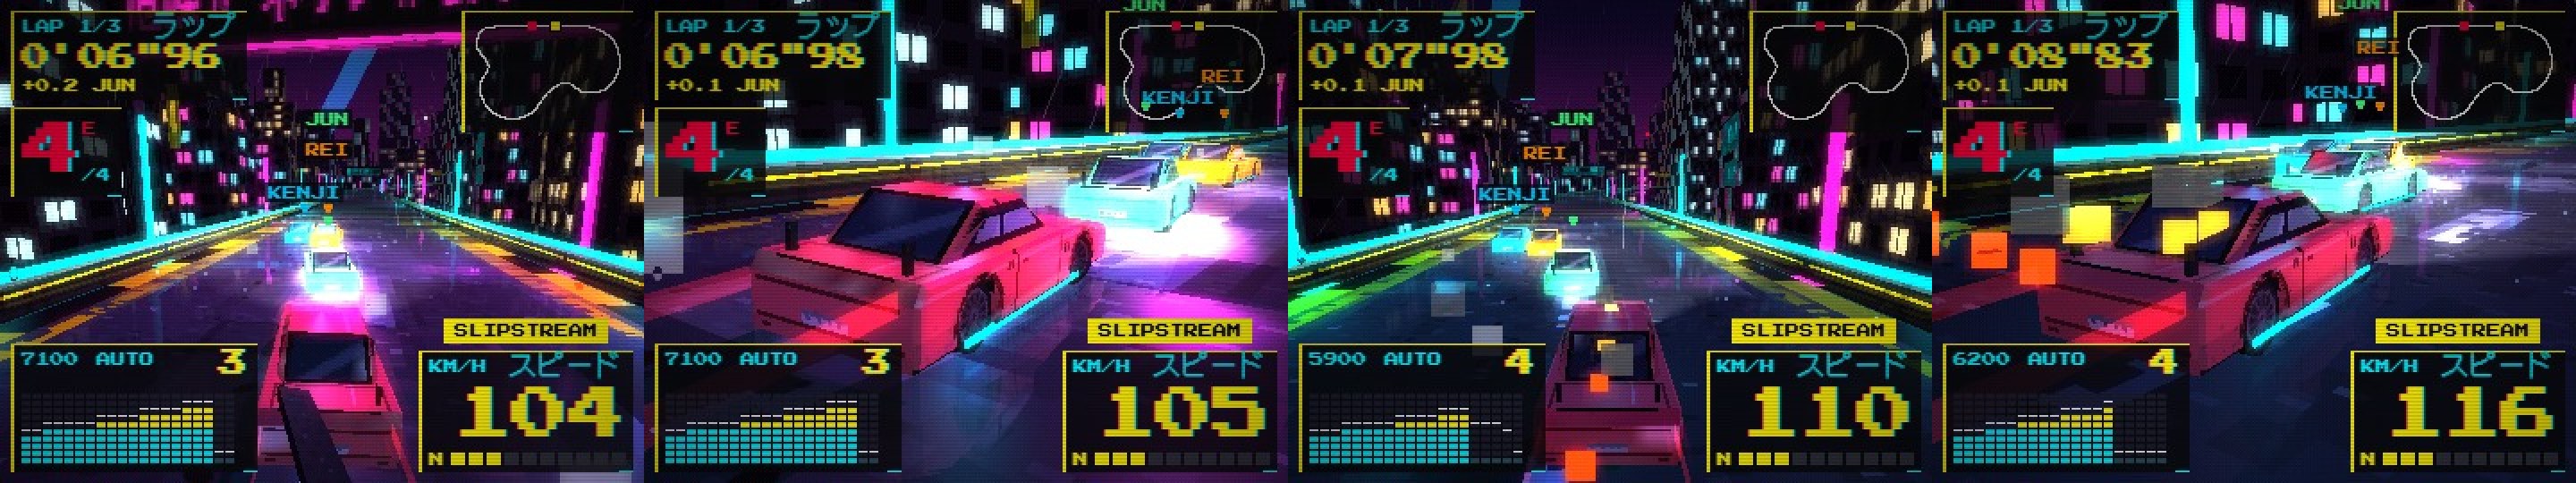 LAP 1/3 ラップ
0'06"96
+0.2 JUN
4 E
/4
JUN
REI
KENJI
SLIPSTREAM
7100 AUTO 3
KM/H スピード
104
N
LAP 1/3 ラップ
0'06"98
+0.1 JUN
4 E
/4
JUN
REI
KENJI
SLIPSTREAM
7100 AUTO 3
KM/H スピード
105
N
LAP 1/3 ラップ
0'07"98
+0.1 JUN
4 E
/4
JUN
REI
KENJI
SLIPSTREAM
5900 AUTO 4
KM/H スピード
110
N
LAP 1/3 ラップ
0'08"83
+0.1 JUN
4 E
/4
JUN
REI
KENJI
SLIPSTREAM
6200 AUTO 4
KM/H スピード
116
N